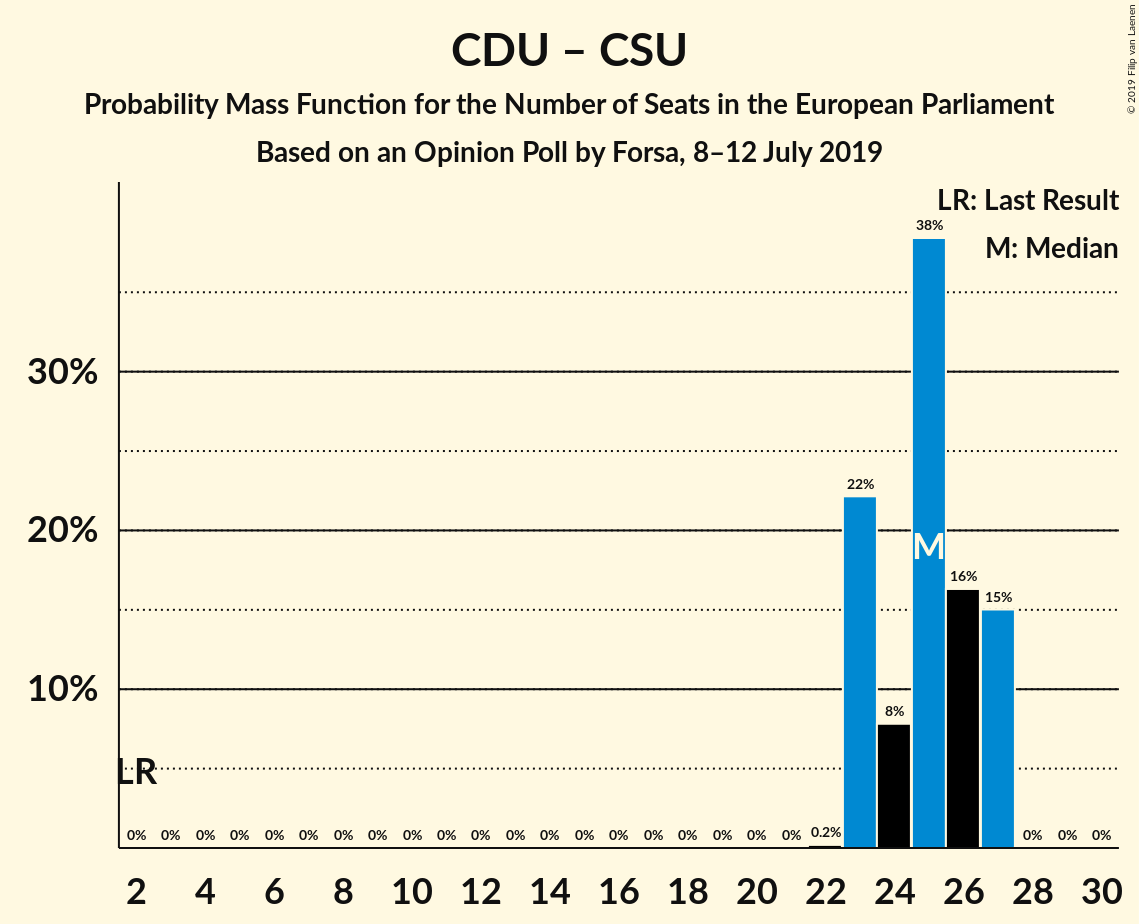 CDU – CSU
Probability Mass Function for the Number of Seats in the European Parliament
Based on an Opinion Poll by Forsa, 8–12 July 2019
© 2019 Filip van Laenen
LR: Last Result
M: Median
38%
30%
22%
20%
M
16%
15%
10%
8%
LR
0% 0% 0% 0% 0% 0% 0% 0% 0% 0% 0% 0% 0% 0% 0% 0% 0% 0% 0% 0% 0.2% 0% 0% 0%
2 4 6 8 10 12 14 16 18 20 22 24 26 28 30